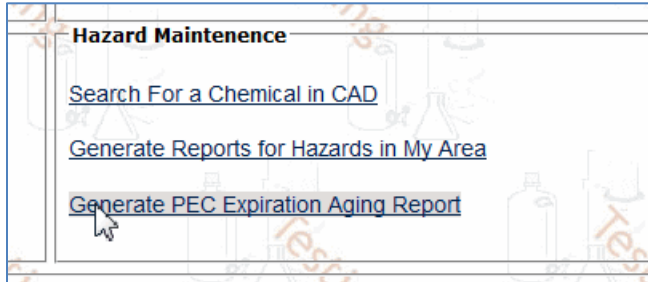 Hazard Maintenence
Search For a Chemical in CAD
Generate Reports for Hazards in My Area
Generate PEC Expiration Aging Report